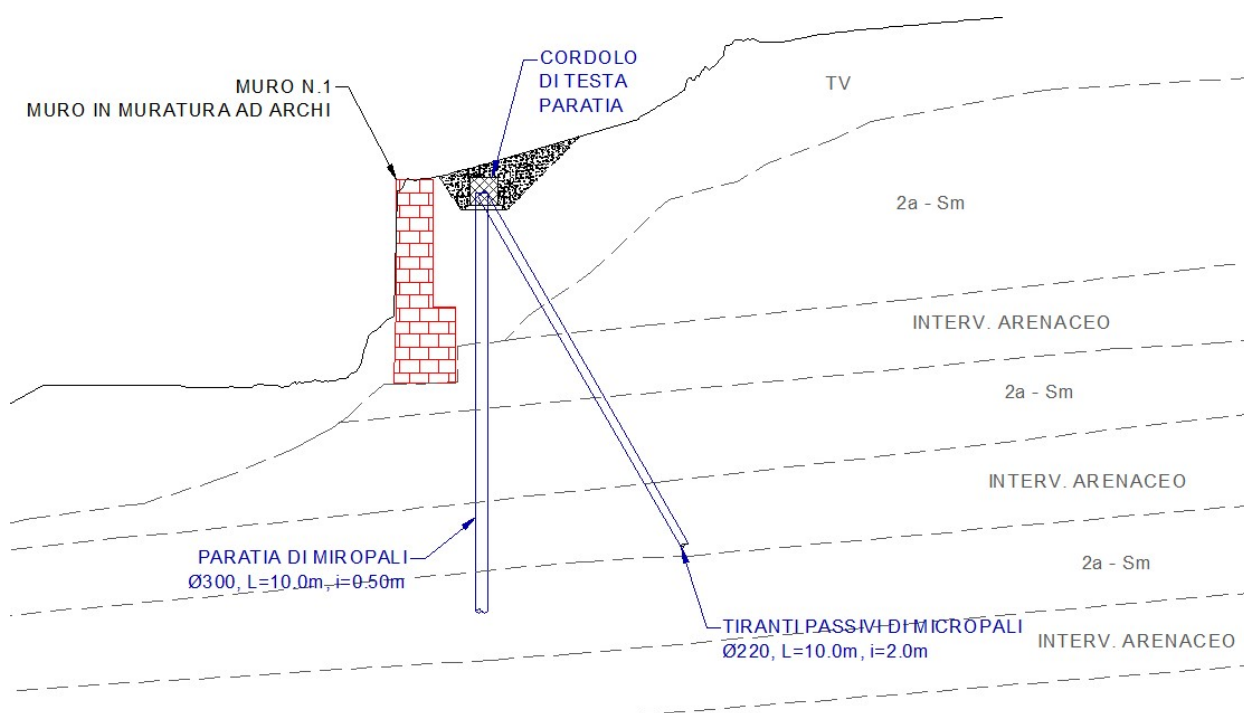 CORDOLO
DI TESTA
PARATIA
MURO N.1
MURO IN MURATURA AD ARCHI
TV
2a - Sm
INTERV. ARENACEO
2a - Sm
INTERV. ARENACEO
PARATIA DI MIROPALI
Ø300, L=10.0m, i=0.50m
2a - Sm
TIRANTI PASSIVI DI MICROPALI
Ø220, L=10.0m, i=2.0m
INTERV. ARENACEO